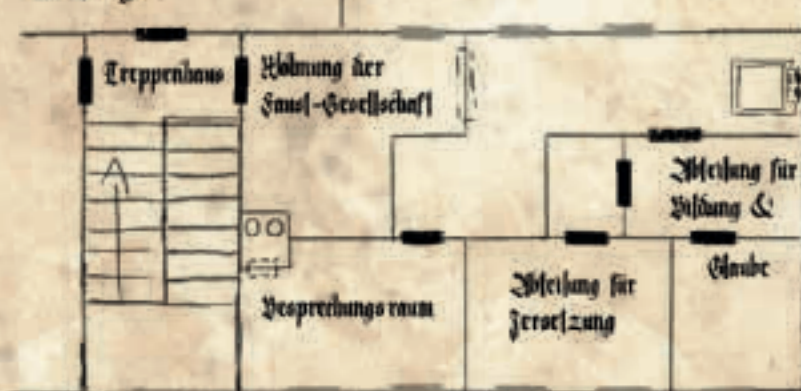 Treppenhaus
Wohnung der
Faust-Gesellschaft
Abteilung für
Bildung &
Glaube
Abteilung für
Zersetzung
Besprechungsraum